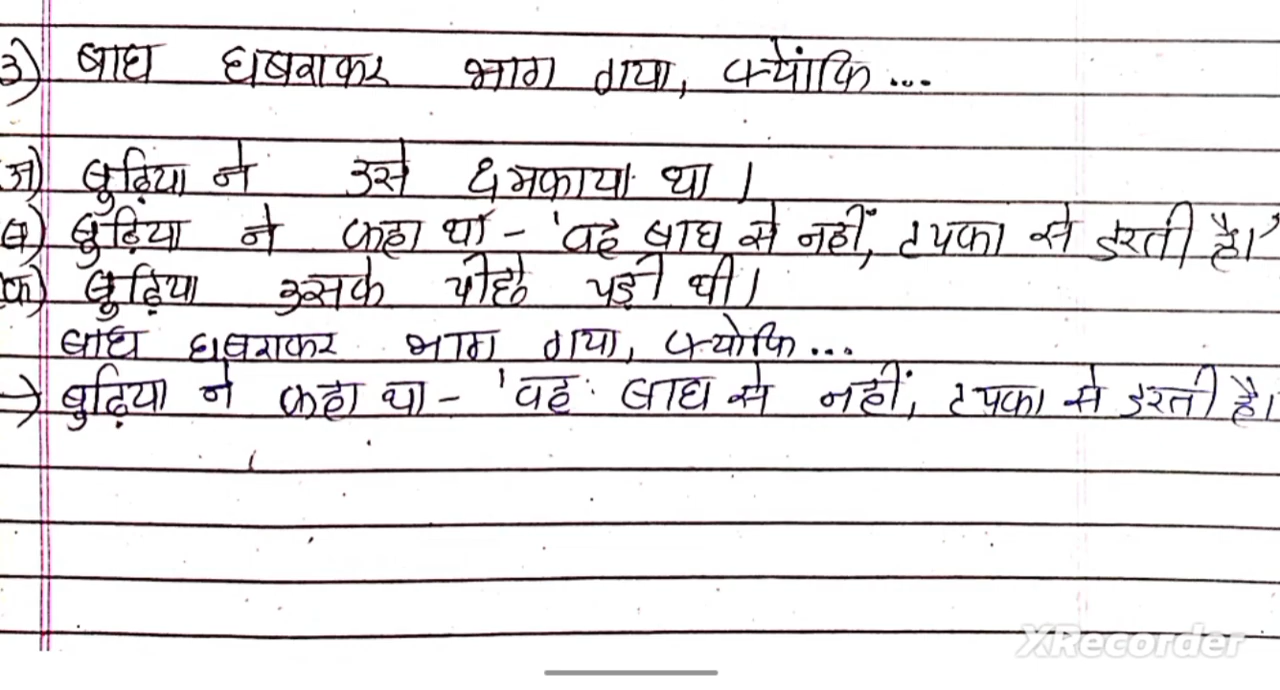 3) बाघ घबराकर भाग गया, क्योंकि...
अ) बुढ़िया ने उसे धमकाया था।
ब) बुढ़िया ने कहा था - 'वह बाघ से नहीं, टपका से डरती है।'
क) बुढ़िया उसके पीछे पड़ी थी।
बाघ घबराकर भाग गया, क्योकि...
→ बुढ़िया ने कहा था - 'वह बाघ से नहीं, टपका से डरती है।
XRecorder